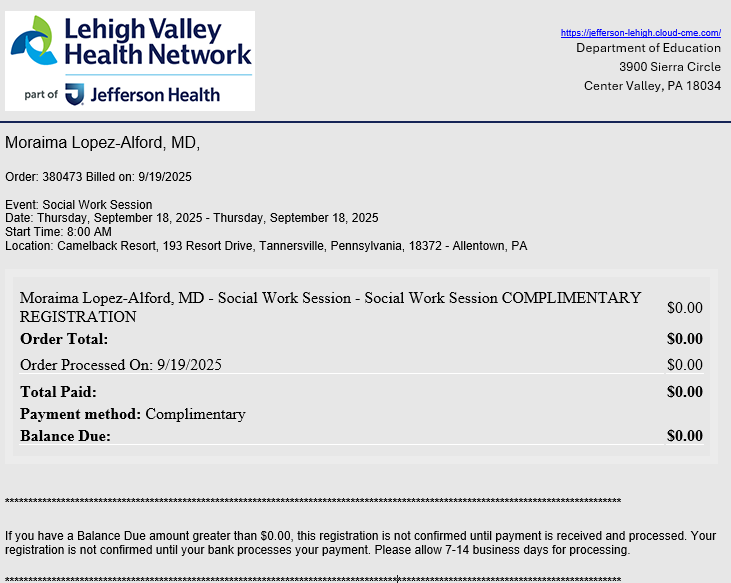 Lehigh Valley
Health Network
part of Jefferson Health
https://jefferson-lehigh.cloud-cme.com/
Department of Education
3900 Sierra Circle
Center Valley, PA 18034
Moraima Lopez-Alford, MD,
Order: 380473 Billed on: 9/19/2025
Event: Social Work Session
Date: Thursday, September 18, 2025 - Thursday, September 18, 2025
Start Time: 8:00 AM
Location: Camelback Resort, 193 Resort Drive, Tannersville, Pennsylvania, 18372 - Allentown, PA
Moraima Lopez-Alford, MD - Social Work Session - Social Work Session COMPLIMENTARY
REGISTRATION $0.00
Order Total: $0.00
Order Processed On: 9/19/2025 $0.00
Total Paid: $0.00
Payment method: Complimentary
Balance Due: $0.00
****************************************************************************************************************************************
If you have a Balance Due amount greater than $0.00, this registration is not confirmed until payment is received and processed. Your
registration is not confirmed until your bank processes your payment. Please allow 7-14 business days for processing.
****************************************************************************************************************************************